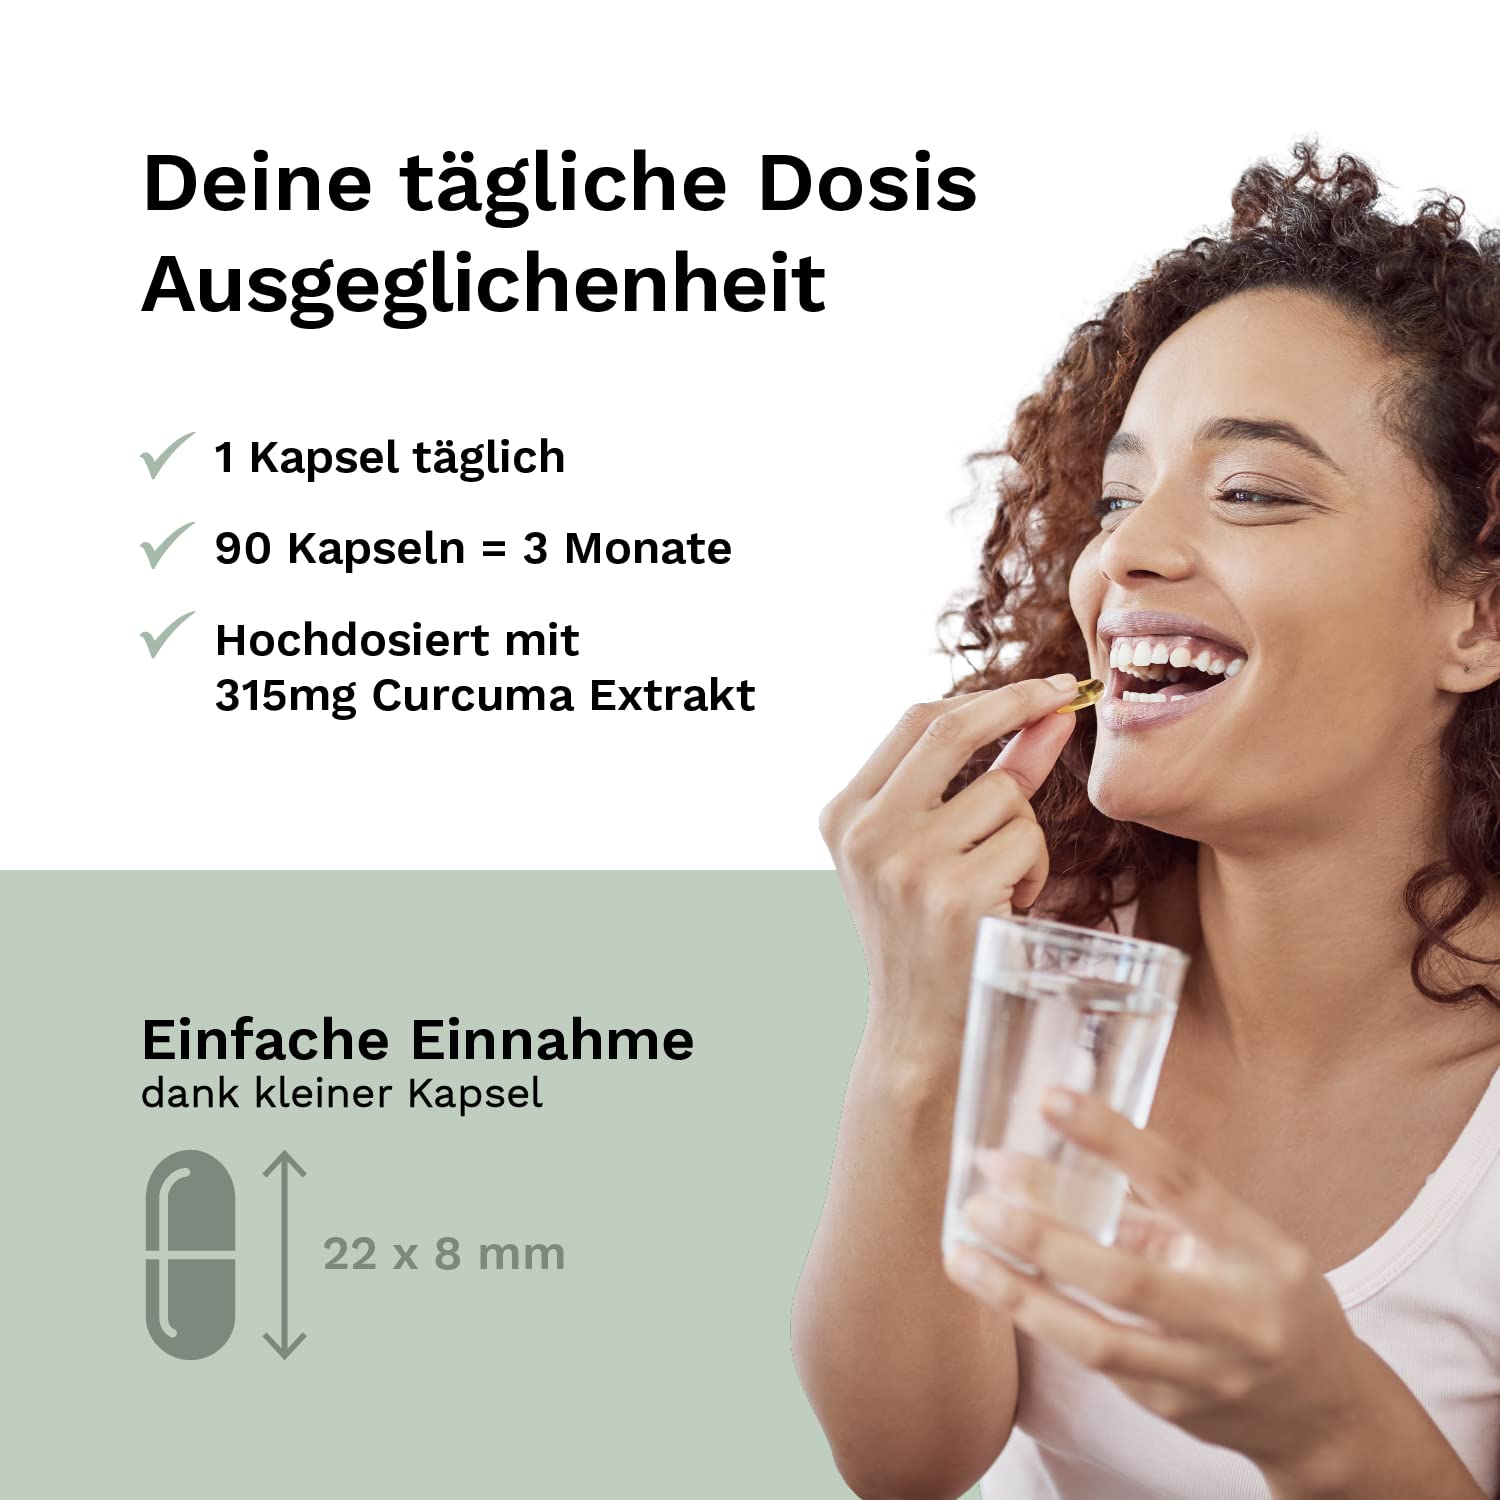 Deine tägliche Dosis
Ausgeglichenheit
1 Kapsel täglich
90 Kapseln = 3 Monate
Hochdosiert mit
315mg Curcuma Extrakt
Einfache Einnahme
dank kleiner Kapsel
22 x 8 mm